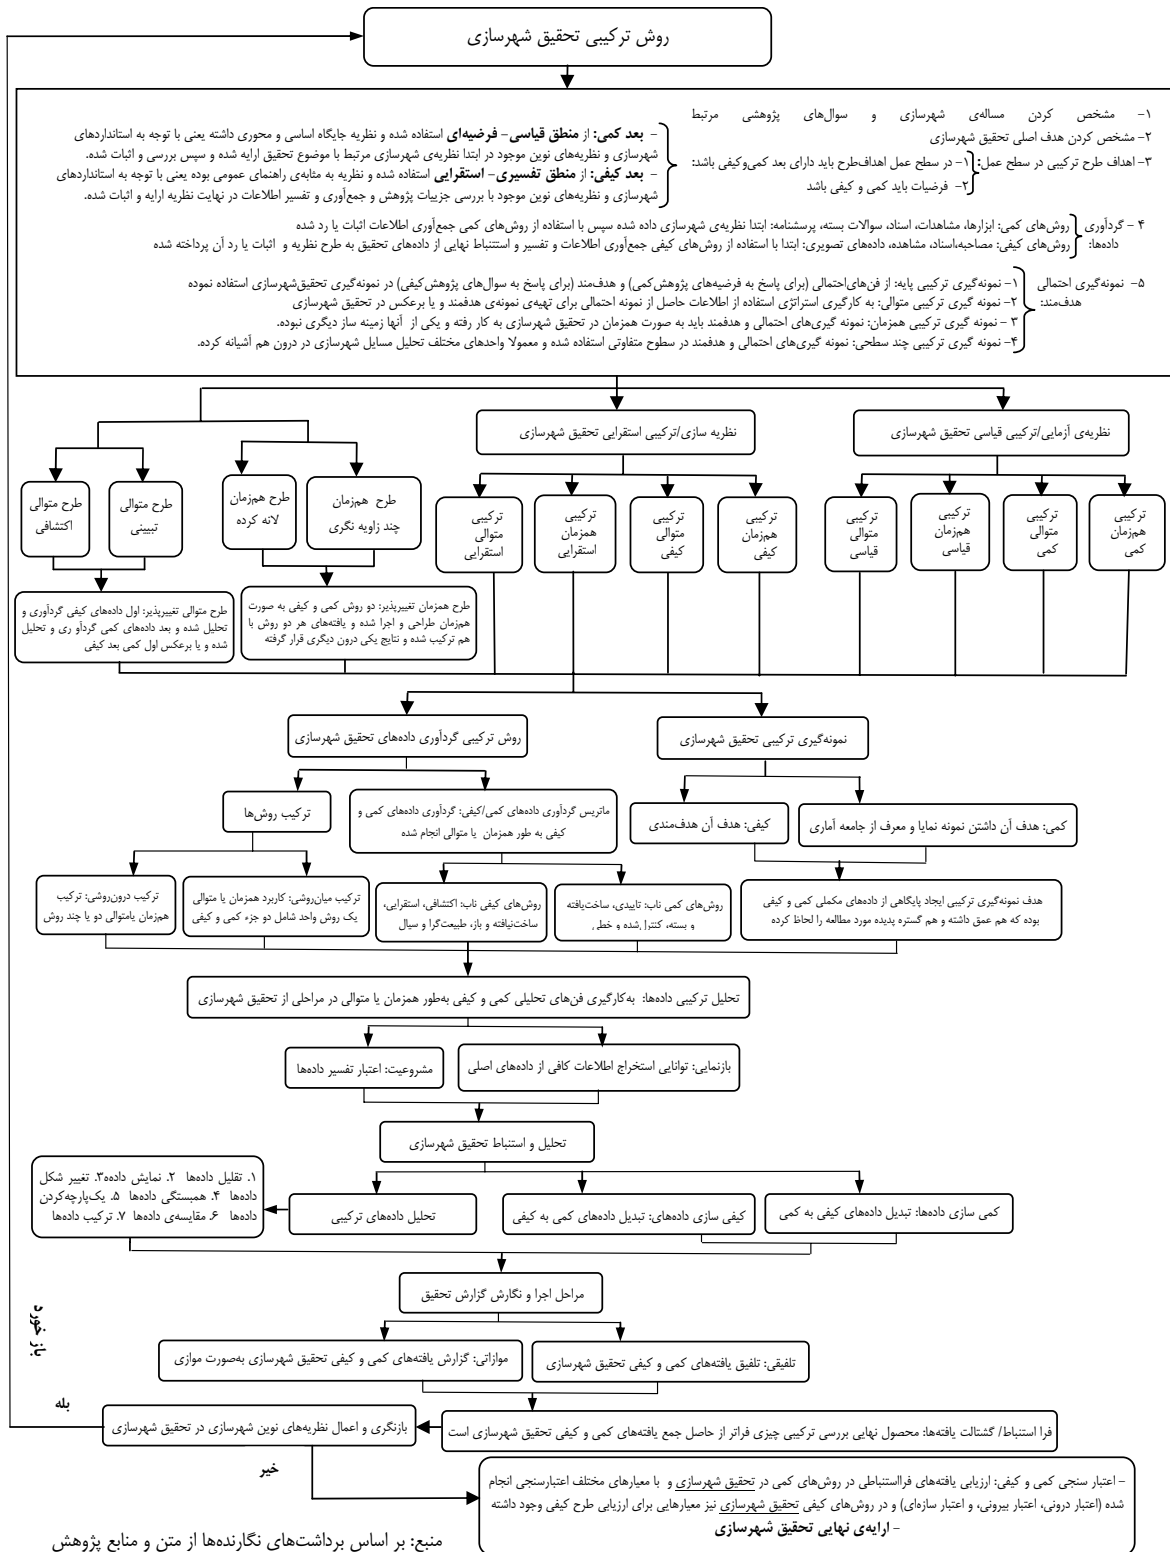 روش ترکیبی تحقیق شهرسازی
۱- مشخص کردن مساله‌ی شهرسازی و سوال‌های پژوهشی مرتبط
۲- مشخص کردن هدف اصلی تحقیق شهرسازی
۳- اهداف طرح ترکیبی در سطح عمل:
۱- در سطح عمل اهداف‌طرح باید دارای بعد کمی‌و‌کیفی باشد:
۲- فرضیات باید کمی و کیفی باشد
- بعد کمی: از منطق قیاسی- فرضیه‌ای استفاده شده و نظریه جایگاه اساسی و محوری داشته یعنی با توجه به استانداردهای
شهرسازی و نظریه‌های نوین موجود در ابتدا نظریه‌ی شهرسازی مرتبط با موضوع تحقیق ارایه شده و سپس بررسی و اثبات شده.
- بعد کیفی: از منطق تفسیری- استقرایی استفاده شده و نظریه به مثابه‌ی راهنمای عمومی بوده یعنی با توجه به استانداردهای
شهرسازی و نظریه‌های نوین موجود با بررسی جزییات پژوهش و جمع‌آوری و تفسیر اطلاعات در نهایت نظریه ارایه و اثبات شده.
۴ - گردآوری
داده‌ها:
روش‌های کمی: ابزارها، مشاهدات، اسناد، سوالات بسته، پرسشنامه: ابتدا نظریه‌ی شهرسازی داده شده سپس با استفاده از روش‌های کمی جمع‌آوری اطلاعات اثبات یا رد شده
روش‌های کیفی: مصاحبه،اسناد، مشاهده، داده‌های تصویری: ابتدا با استفاده از روش‌های کیفی جمع‌آوری اطلاعات و تفسیر و استتنباط نهایی از داده‌های تحقیق به طرح نظریه و اثبات یا رد آن پرداخته شده
۵- نمونه‌گیری احتمالی
هدف‌مند:
۱- نمونه‌گیری ترکیبی پایه: از فن‌های‌احتمالی (برای پاسخ به فرضیه‌های پژوهش‌کمی) و هدف‌مند (برای پاسخ به سوال‌های پژوهش‌کیفی) در نمونه‌گیری تحقیق‌شهرسازی استفاده نموده
۲- نمونه گیری ترکیبی متوالی: به کارگیری استراتژی استفاده از اطلاعات حاصل از نمونه احتمالی برای تهیه‌ی نمونه‌ی هدفمند و یا برعکس در تحقیق شهرسازی
۳ - نمونه گیری ترکیبی همزمان: نمونه گیری‌های احتمالی و هدفمند باید به صورت همزمان در تحقیق شهرسازی به کار رفته و یکی از آنها زمینه ساز دیگری نبوده.
۴- نمونه گیری ترکیبی چند سطحی: نمونه گیری‌های احتمالی و هدفمند در سطوح متفاوتی استفاده شده و معمولا واحدهای مختلف تحلیل مسایل شهرسازی در درون هم آشیانه کرده.
نظریه‌ی آزمایی/ترکیبی قیاسی تحقیق شهرسازی
نظریه سازی/ترکیبی استقرایی تحقیق شهرسازی
ترکیبی
هم‌زمان
کمی
ترکیبی
متوالی
کمی
ترکیبی
هم‌زمان
قیاسی
ترکیبی
متوالی
قیاسی
ترکیبی
هم‌زمان
کیفی
ترکیبی
متوالی
کیفی
ترکیبی
همزمان
استقرایی
ترکیبی
متوالی
استقرایی
طرح هم‌زمان
چند زاویه نگری
طرح هم‌زمان
لانه کرده
طرح متوالی
تبیینی
طرح متوالی
اکتشافی
طرح همزمان تغییرپذیر: دو روش کمی و کیفی به صورت
هم‌زمان طراحی و اجرا شده و یافته‌های هر دو روش با
هم ترکیب شده و نتایج یکی درون دیگری قرار گرفته
طرح متوالی تغییرپذیر: اول داده‌های کیفی گردآوری و
تحلیل شده و بعد داده‌های کمی گردآو ری و تحلیل
شده و یا برعکس اول کمی بعد کیفی
نمونه‌گیری ترکیبی تحقیق شهرسازی
روش ترکیبی گردآوری داده‌های تحقیق شهرسازی
کمی: هدف آن داشتن نمونه نمایا و معرف از جامعه آماری
کیفی: هدف آن هدف‌مندی
ماتریس گردآوری داده‌های کمی/کیفی: گردآوری داده‌های کمی و
کیفی به طور همزمان یا متوالی انجام شده
ترکیب روش‌ها
هدف نمونه‌گیری ترکیبی ایجاد پایگاهی از داده‌های مکملی کمی و کیفی
بوده که هم عمق داشته و هم گستره پدیده مورد مطالعه را لحاظ کرده
روش‌های کمی ناب: تاییدی، ساخت‌یافته
و بسته، کنترل‌شده و خطی
روش‌های کیفی ناب: اکتشافی، استقرایی،
ساخت‌نیافته و باز، طبیعت‌گرا و سیال
ترکیب میان‌روشی: کاربرد همزمان یا متوالی
یک روش واحد شامل دو جزء کمی و کیفی
ترکیب درون‌روشی: ترکیب
هم‌زمان یامتوالی دو یا چند روش
تحلیل ترکیبی داده‌ها: به‌کارگیری فن‌های تحلیلی کمی و کیفی به‌طور همزمان یا متوالی در مراحلی از تحقیق شهرسازی
بازنمایی: توانایی استخراج اطلاعات کافی از داده‌های اصلی
مشروعیت: اعتبار تفسیر داده‌ها
تحلیل و استنباط تحقیق شهرسازی
کمی سازی داده‌ها: تبدیل داده‌های کیفی به کمی
کیفی سازی داده‌های: تبدیل داده‌های کمی به کیفی
تحلیل داده‌های ترکیبی
۱. تقلیل داده‌ها ۲. نمایش داده‌ه۳. تغییر شکل
داده‌ها ۴. همبستگی داده‌ها ۵. یک‌پارچه‌کردن
داده‌ها ۶. مقایسه‌ی داده‌ها ۷. ترکیب داده‌ها
مراحل اجرا و نگارش گزارش تحقیق
تلفیقی: تلفیق یافته‌های کمی و کیفی تحقیق شهرسازی
موازاتی: گزارش یافته‌های کمی و کیفی تحقیق شهرسازی به‌صورت موازی
باز خورد
فرا استنباط/ گشتالت یافته‌ها: محصول نهایی بررسی ترکیبی چیزی فراتر از حاصل جمع یافته‌های کمی و کیفی تحقیق شهرسازی است
بازنگری و اعمال نظریه‌های نوین شهرسازی در تحقیق شهرسازی
بله
خیر
- اعتبار سنجی کمی و کیفی: ارزیابی یافته‌های فرااستنباطی در روش‌های کمی در تحقیق شهرسازی و با معیارهای مختلف اعتبارسنجی انجام
شده (اعتبار درونی، اعتبار بیرونی، و اعتبار سازه‌ای) و در روش‌های کیفی تحقیق شهرسازی نیز معیارهایی برای ارزیابی طرح کیفی وجود داشته
- ارایه‌ی نهایی تحقیق شهرسازی
منبع: بر اساس برداشت‌های نگارنده‌ها از متن و منابع پژوهش